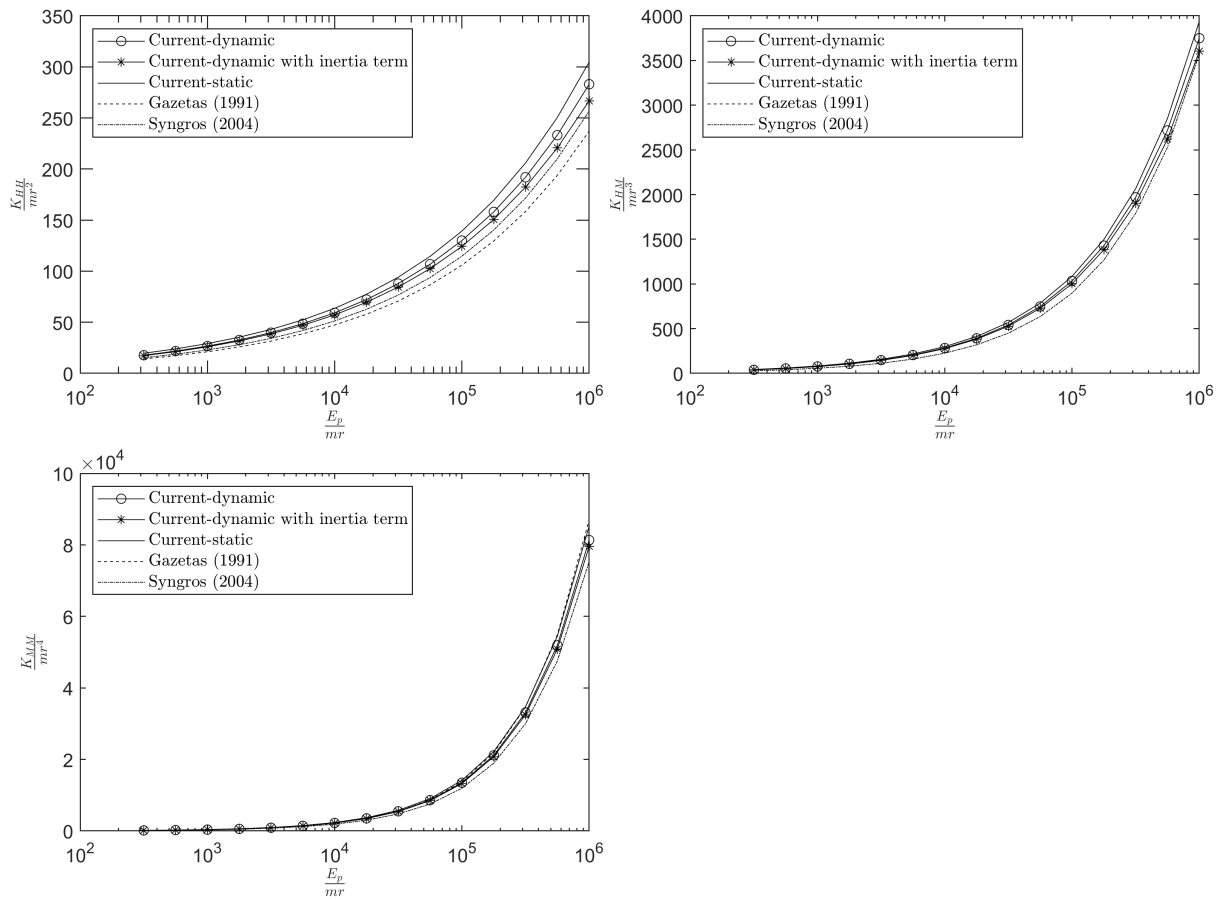 350
300
250
200
150
100
50
0
K_HH / mr^2
Current-dynamic
Current-dynamic with inertia term
Current-static
Gazetas (1991)
Syngros (2004)
10^2 10^3 10^4 10^5 10^6
E_p / mr
4000
3500
3000
2500
2000
1500
1000
500
0
K_HM / mr^3
Current-dynamic
Current-dynamic with inertia term
Current-static
Gazetas (1991)
Syngros (2004)
10^2 10^3 10^4 10^5 10^6
E_p / mr
×10^4
10
8
6
4
2
0
K_MM / mr^4
Current-dynamic
Current-dynamic with inertia term
Current-static
Gazetas (1991)
Syngros (2004)
10^2 10^3 10^4 10^5 10^6
E_p / mr